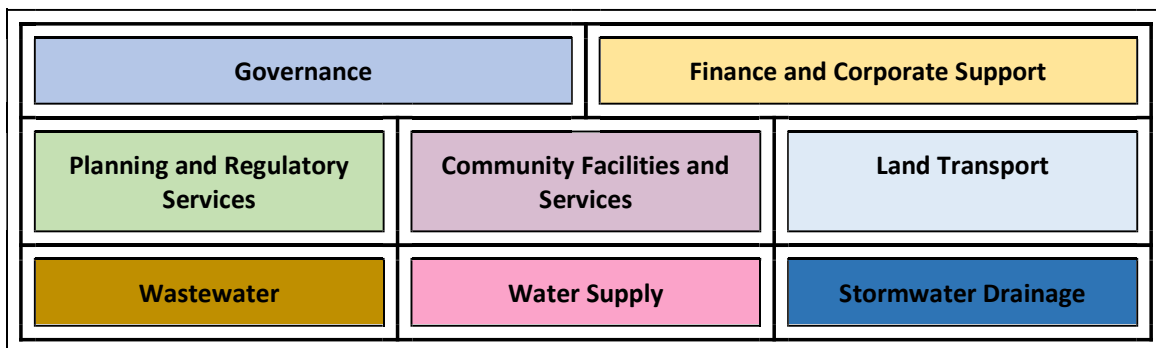 Governance
Finance and Corporate Support
Planning and Regulatory
Services
Community Facilities and
Services
Land Transport
Wastewater
Water Supply
Stormwater Drainage